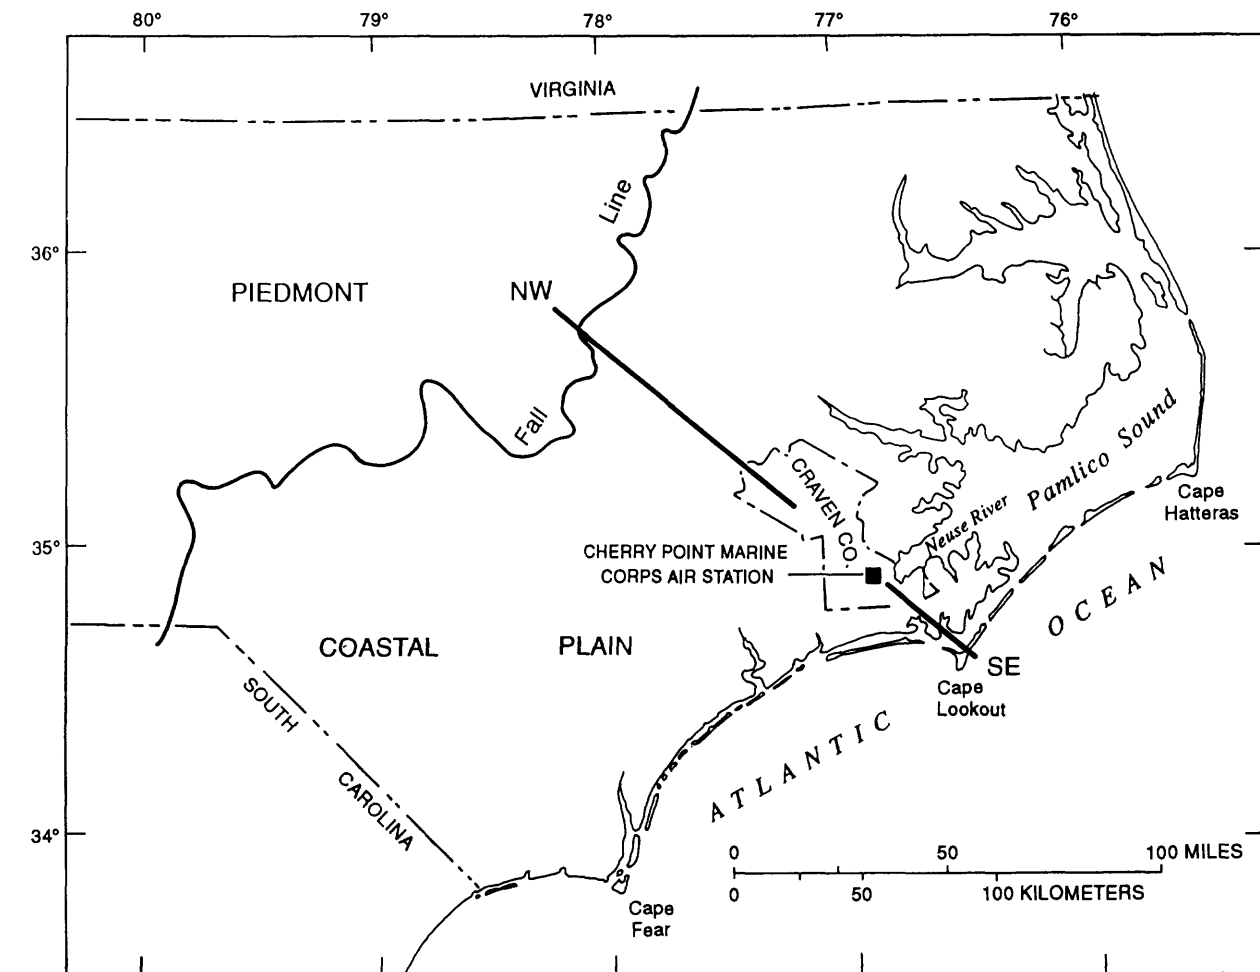 80° 79° 78° 77° 76°
VIRGINIA
Line
36°
PIEDMONT
NW
Fall
Pamlico Sound
CRAVEN CO.
Cape
Hatteras
Neuse River
35°
CHERRY POINT MARINE
CORPS AIR STATION
OCEAN
COASTAL PLAIN
SE
SOUTH
Cape
Lookout
ATLANTIC
CAROLINA
34°
0 50 100 MILES
0 50 100 KILOMETERS
Cape
Fear